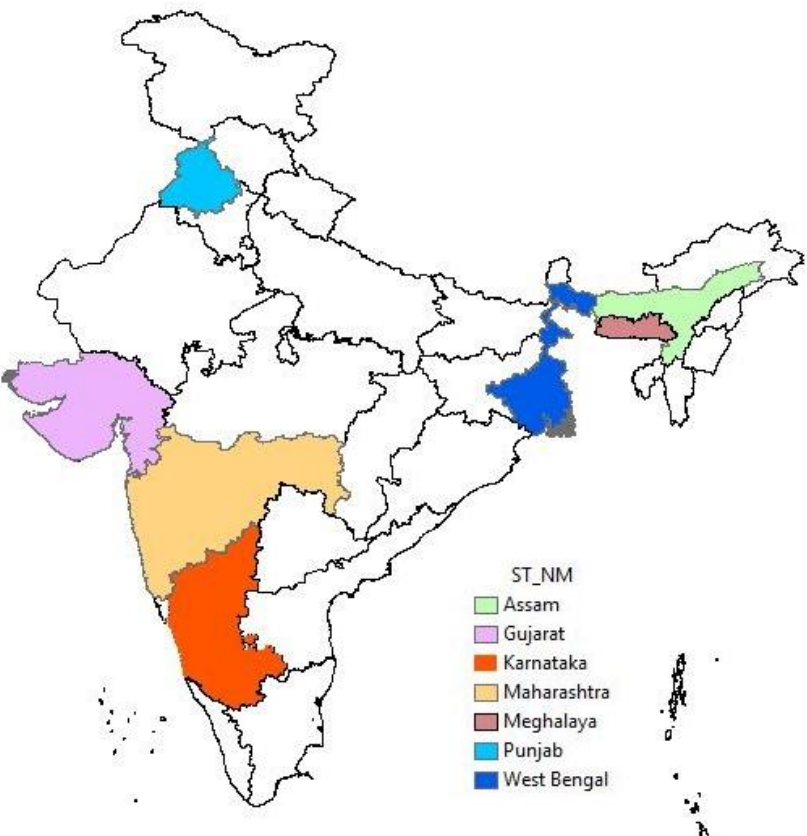 ST_NM
Assam
Gujarat
Karnataka
Maharashtra
Meghalaya
Punjab
West Bengal